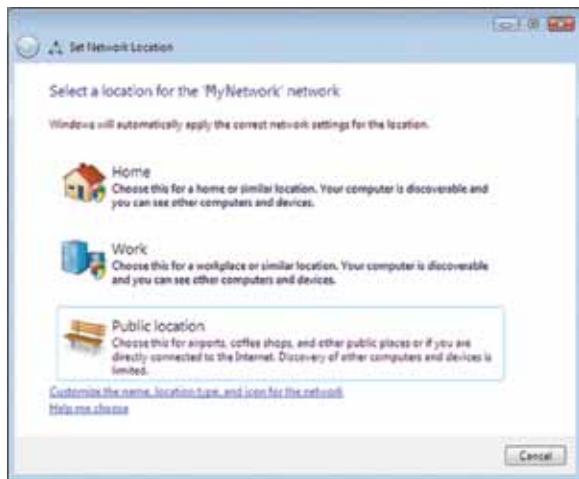 Set Network Location
Select a location for the 'MyNetwork' network
Windows will automatically apply the correct network settings for the location.
Home
Choose this for a home or similar location. Your computer is discoverable and
you can see other computers and devices.
Work
Choose this for a workplace or similar location. Your computer is discoverable
and you can see other computers and devices.
Public location
Choose this for airports, coffee shops, and other public places or if you are
directly connected to the Internet. Discovery of other computers and devices is
limited.
Customize the name, location type, and icon for the network
Help me choose
Cancel